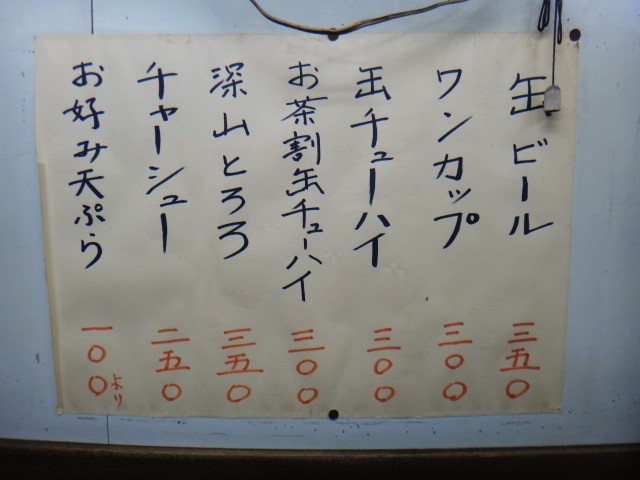 缶ビール 三五〇
ワンカップ 三〇〇
缶チューハイ 三〇〇
お茶割缶チューハイ 三〇〇
深山とろろ 三五〇
チャーシュー 二五〇
お好み天ぷら 一〇〇より